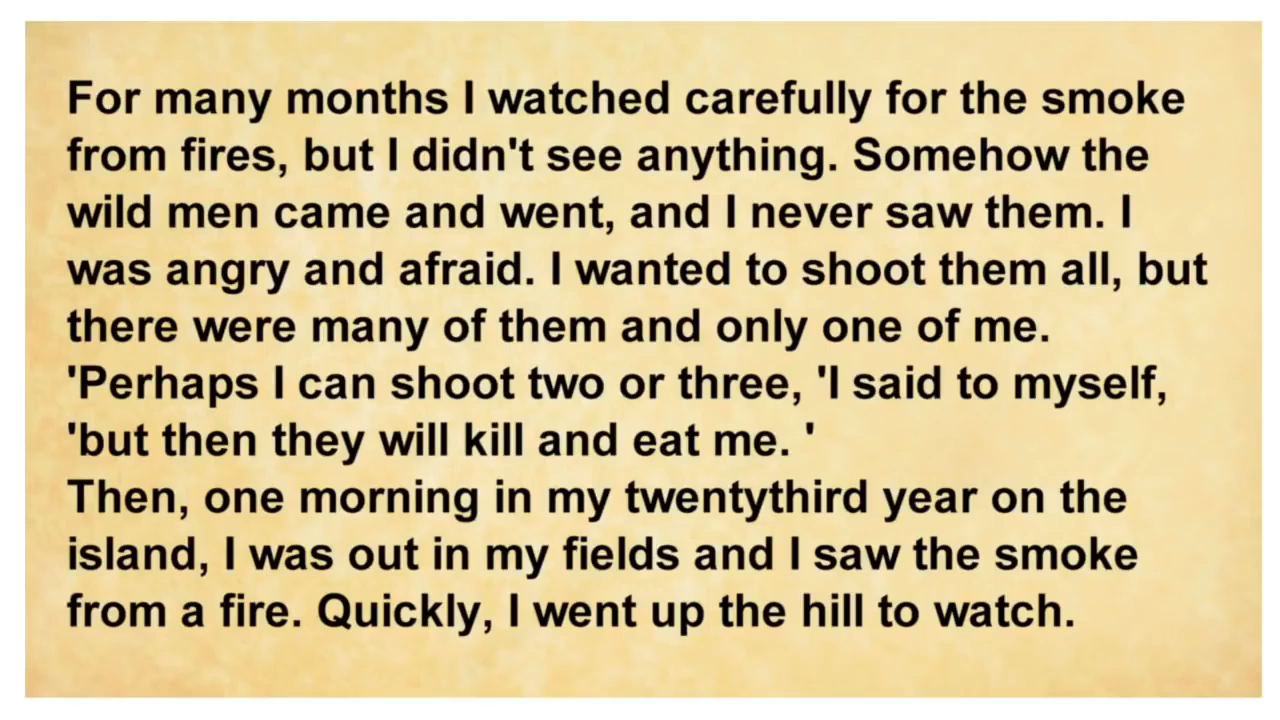 For many months I watched carefully for the smoke
from fires, but I didn't see anything. Somehow the
wild men came and went, and I never saw them. I
was angry and afraid. I wanted to shoot them all, but
there were many of them and only one of me.
'Perhaps I can shoot two or three, 'I said to myself,
'but then they will kill and eat me. '
Then, one morning in my twentythird year on the
island, I was out in my fields and I saw the smoke
from a fire. Quickly, I went up the hill to watch.